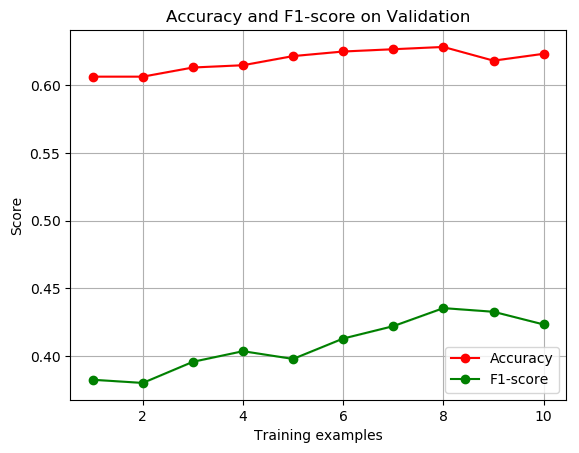 Accuracy and F1-score on Validation
Score
0.60
0.55
0.50
0.45
0.40
Accuracy
F1-score
2 4 6 8 10
Training examples